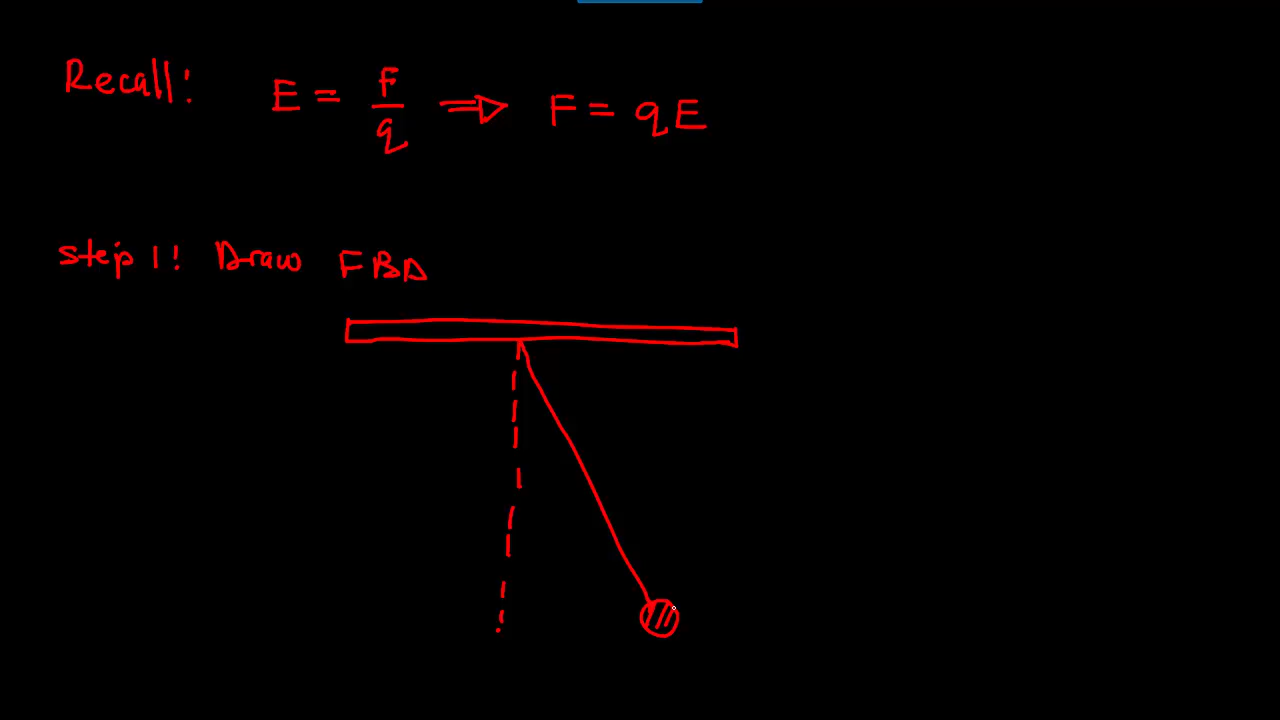 Recall! E = F/q ⇒ F = qE
step 1! Draw FBD